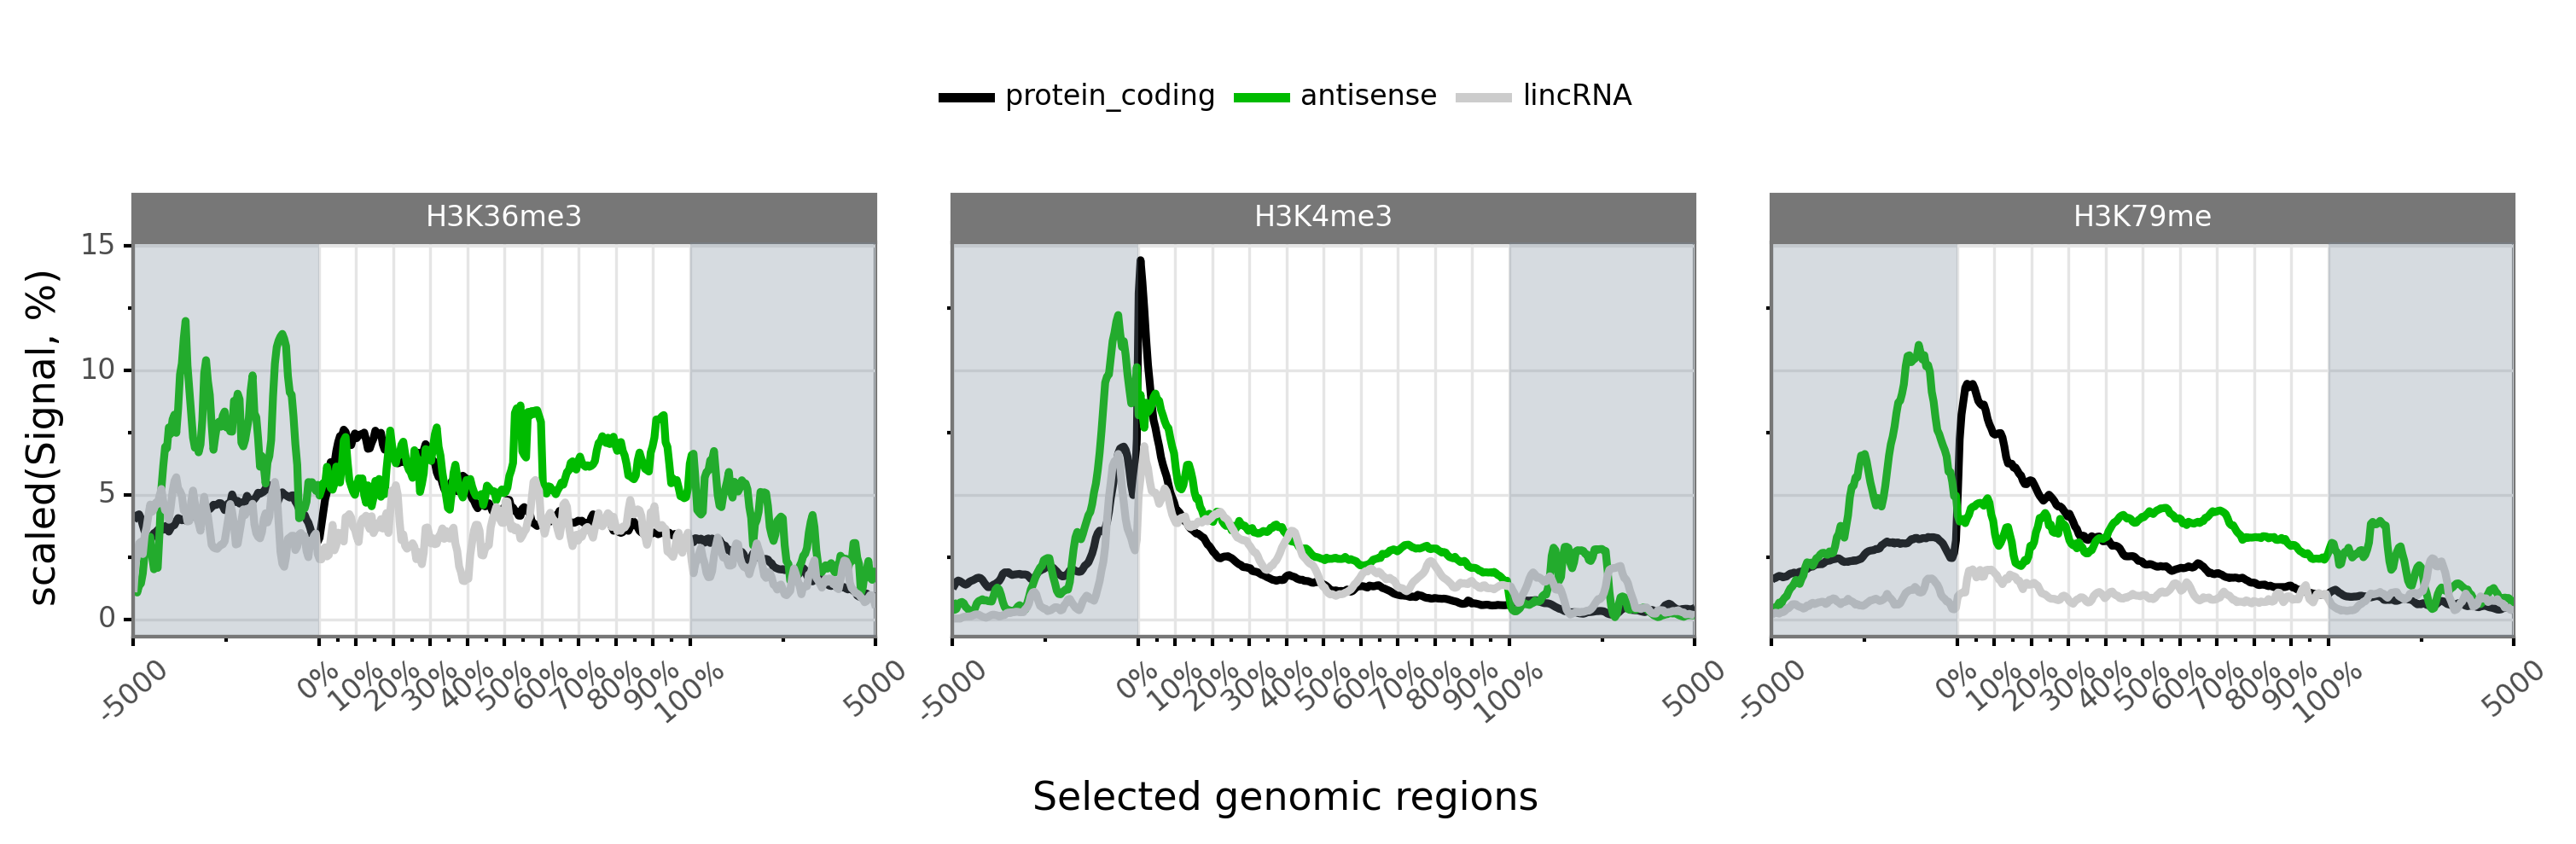 protein_coding antisense lincRNA
H3K36me3 H3K4me3 H3K79me
scaled(Signal, %)
15
10
5
0
-5000 0% 10% 20% 30% 40% 50% 60% 70% 80% 90% 100% 5000 -5000 0% 10% 20% 30% 40% 50% 60% 70% 80% 90% 100% 5000 -5000 0% 10% 20% 30% 40% 50% 60% 70% 80% 90% 100% 5000
Selected genomic regions